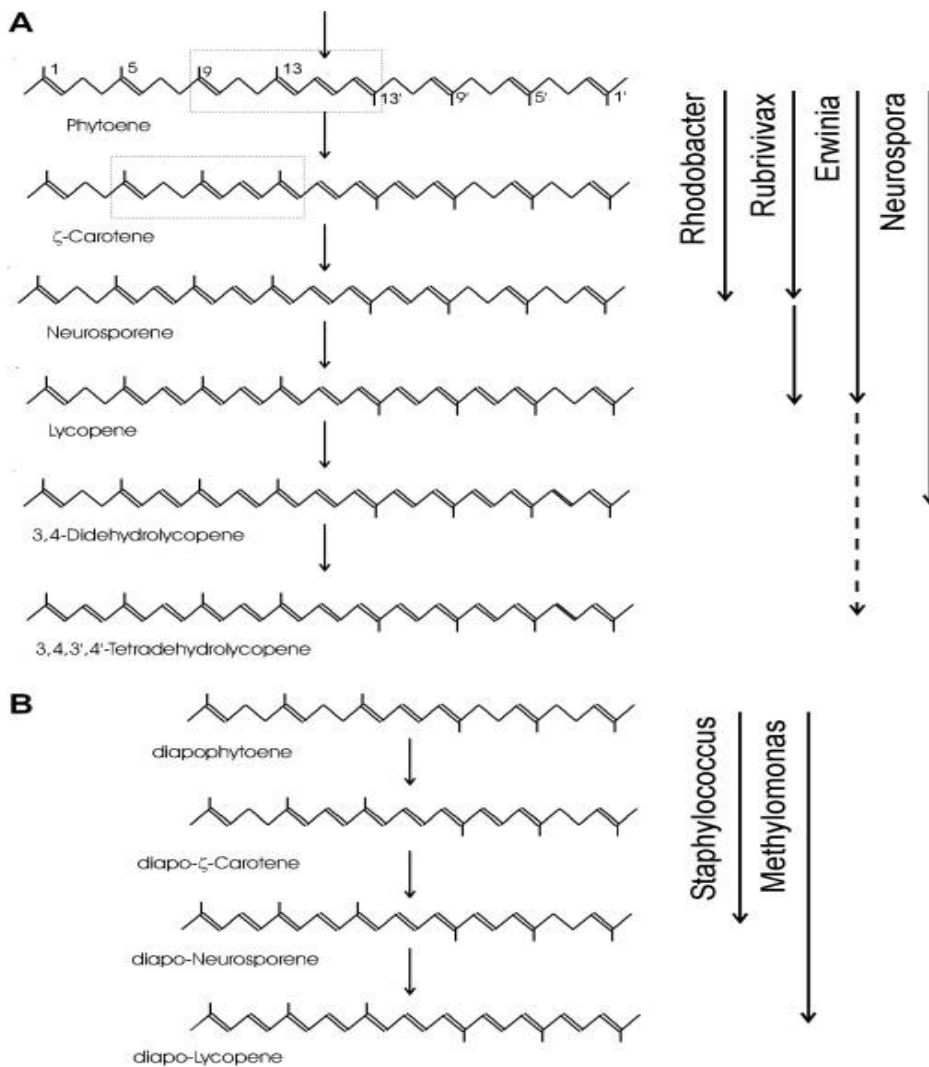 A
1 5 9 13
13' 9' 5' 1'
Phytoene
ζ-Carotene
Neurosporene
Lycopene
3,4-Didehydrolycopene
3,4,3',4'-Tetradehydrolycopene
Rhodobacter
Rubrivivax
Erwinia
Neurospora
B
diapophytoene
diapo-ζ-Carotene
diapo-Neurosporene
diapo-Lycopene
Staphylococcus
Methylomonas